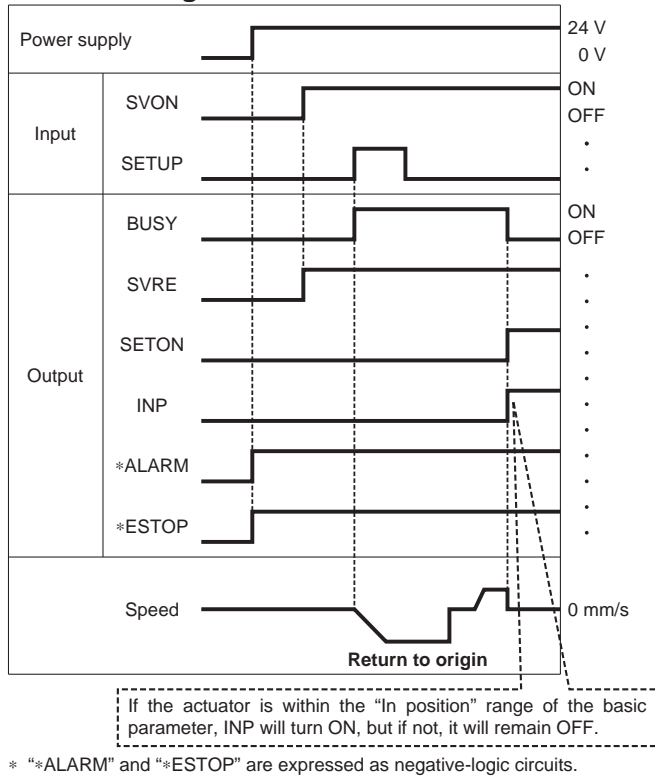 Power supply
24 V
0 V
Input
SVON
ON
OFF
SETUP
Output
BUSY
ON
OFF
SVRE
SETON
INP
∗ALARM
∗ESTOP
Speed
0 mm/s
Return to origin
If the actuator is within the “In position” range of the basic
parameter, INP will turn ON, but if not, it will remain OFF.
∗ “∗ALARM” and “∗ESTOP” are expressed as negative-logic circuits.